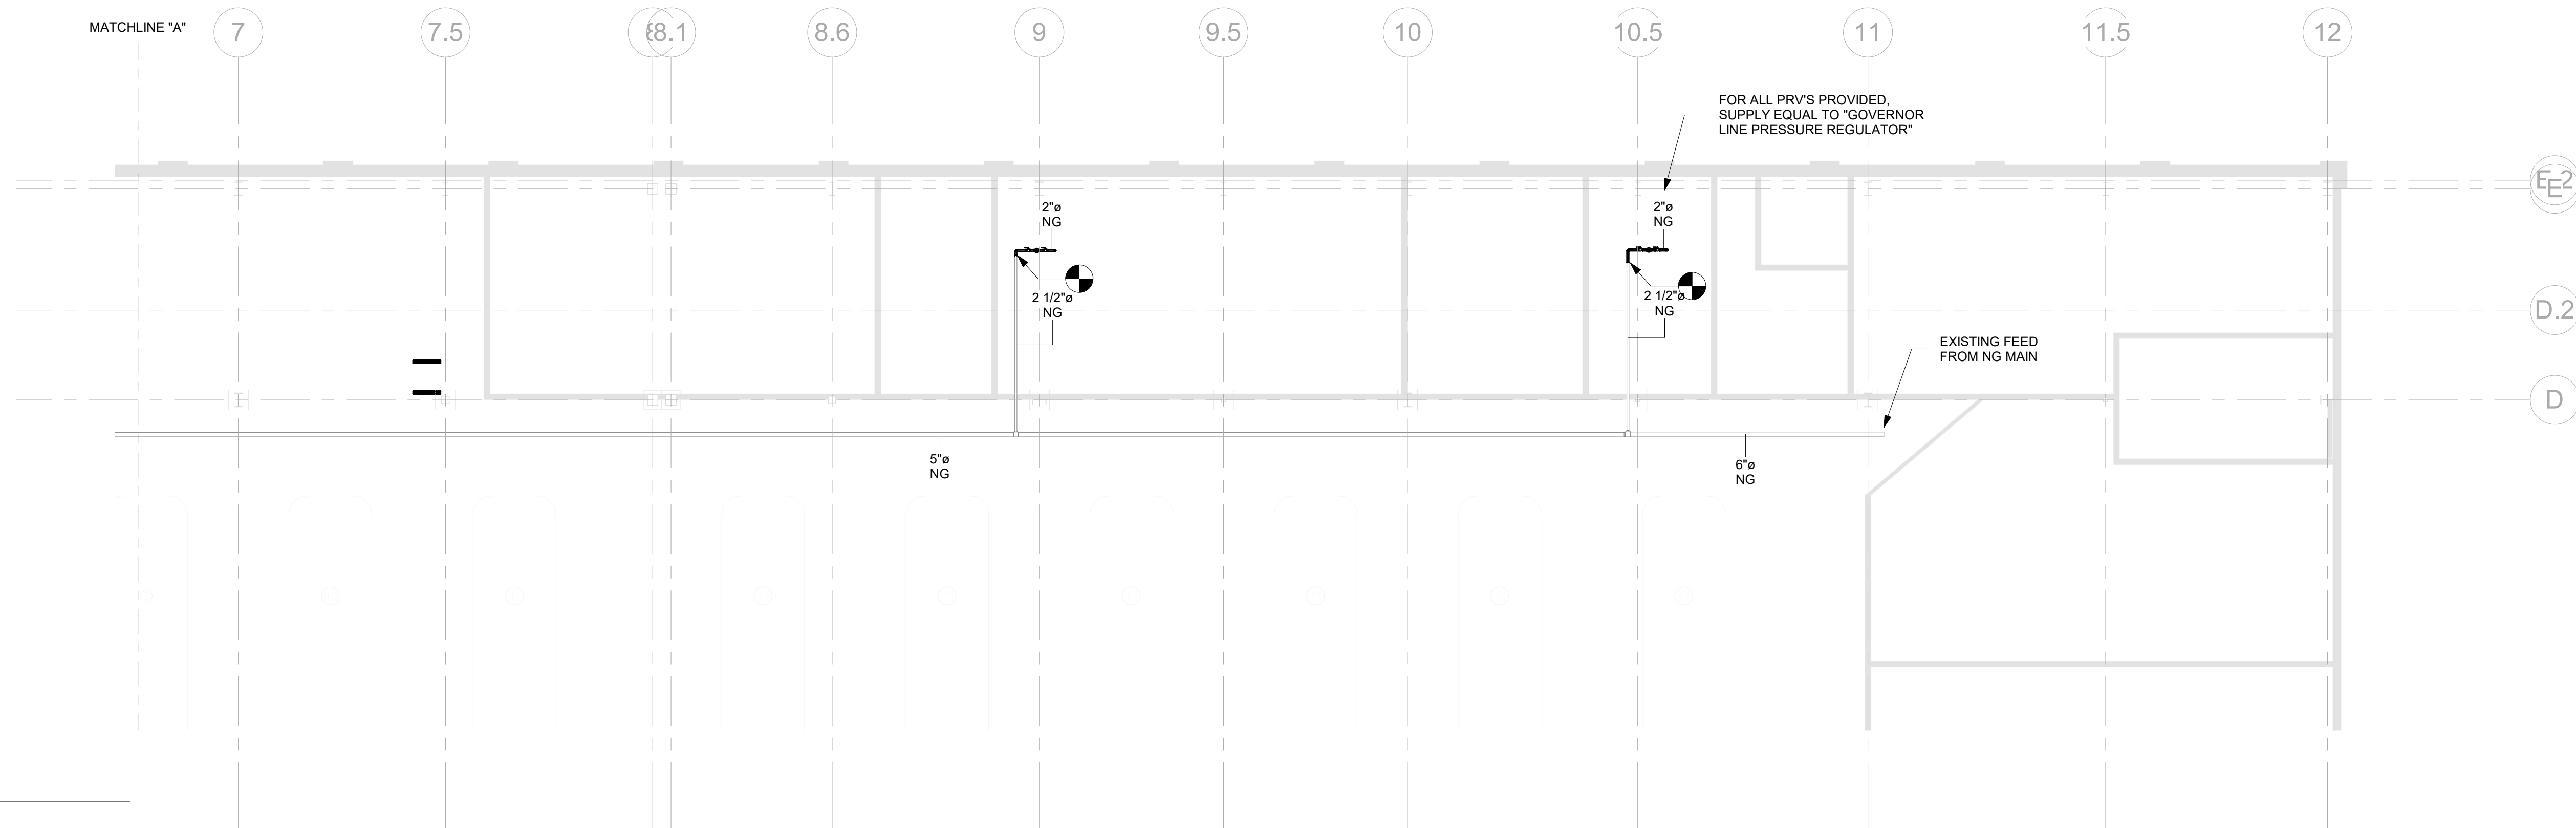 MATCHLINE "A"
7
7.5
8.1
8.6
9
9.5
10
10.5
11
11.5
12
FOR ALL PRV'S PROVIDED,
SUPPLY EQUAL TO "GOVERNOR
LINE PRESSURE REGULATOR"
E
2"ø
NG
2"ø
NG
2 1/2"ø
NG
2 1/2"ø
NG
D.2
EXISTING FEED
FROM NG MAIN
D
5"ø
NG
6"ø
NG